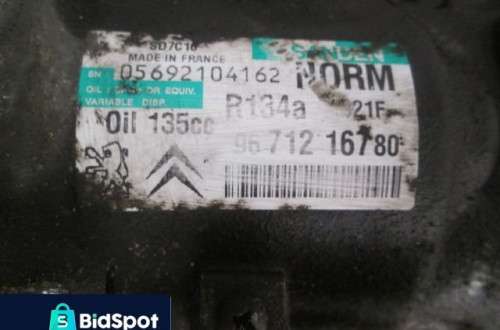 SD7C16
MADE IN FRANCE
SANDEN
SN 05692104162
NORM
OIL OR EQUIV.
VARIABLE DISP.
R134a
21F
Oil 135cc
96 712 167 80
BidSpot